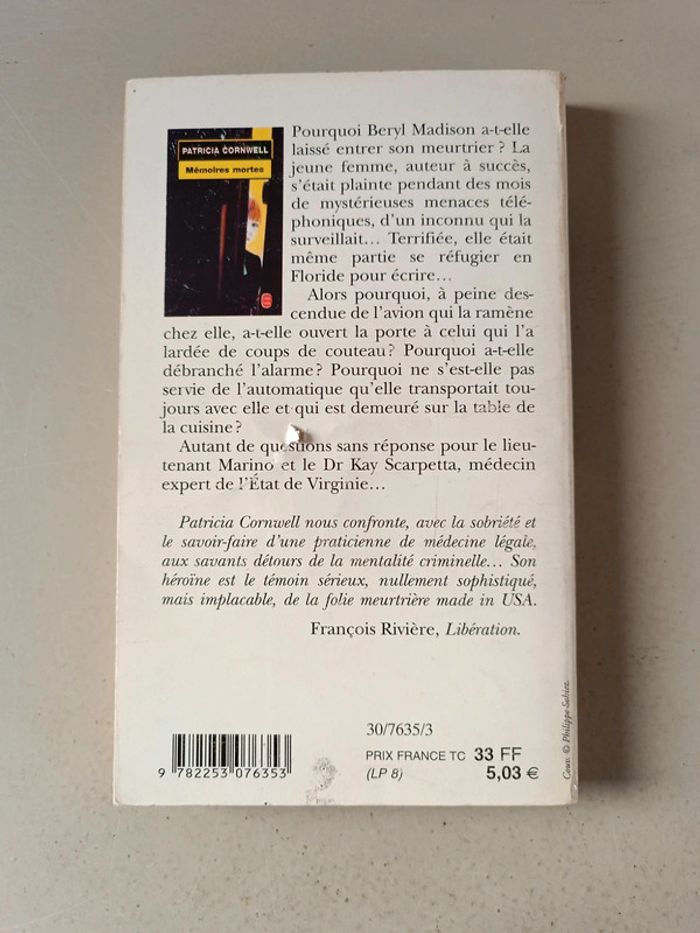 PATRICIA CORNWELL
Mémoires mortes
Pourquoi Beryl Madison a-t-elle
laissé entrer son meurtrier ? La
jeune femme, auteur à succès,
s'était plainte pendant des mois
de mystérieuses menaces télé-
phoniques, d'un inconnu qui la
surveillait... Terrifiée, elle était
même partie se réfugier en
Floride pour écrire...
Alors pourquoi, à peine des-
cendue de l'avion qui la ramène
chez elle, a-t-elle ouvert la porte à celui qui l'a
lardée de coups de couteau ? Pourquoi a-t-elle
débranché l'alarme ? Pourquoi ne s'est-elle pas
servie de l'automatique qu'elle transportait tou-
jours avec elle et qui est demeuré sur la table de
la cuisine ?
Autant de questions sans réponse pour le lieu-
tenant Marino et le Dr Kay Scarpetta, médecin
expert de l'État de Virginie...
Patricia Cornwell nous confronte, avec la sobriété et
le savoir-faire d'une praticienne de médecine légale,
aux savants détours de la mentalité criminelle... Son
héroïne est le témoin sérieux, nullement sophistiqué,
mais implacable, de la folie meurtrière made in USA.
François Rivière, Libération.
30/7635/3
PRIX FRANCE TC 33 FF
(LP 8) 5,03 €
9 782253 076353
Couv. © Philippe Sabiez